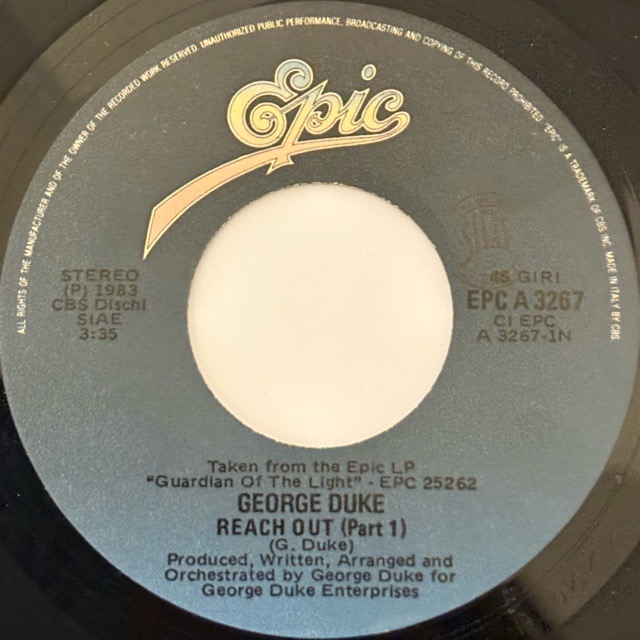 ALL RIGHTS OF THE MANUFACTURER AND OF THE OWNER OF THE RECORDED WORK RESERVED. UNAUTHORIZED PUBLIC PERFORMANCE, BROADCASTING AND COPYING OF THIS RECORD PROHIBITED. "EPIC" IS A TRADEMARK OF CBS INC. MADE IN ITALY BY CBS.
Epic
STEREO
(P) 1983
CBS Dischi
SIAE
3:35
45 GIRI
EPC A 3267
CI EPC
A 3267-1N
Taken from the Epic LP
"Guardian Of The Light" - EPC 25262
GEORGE DUKE
REACH OUT (Part 1)
(G. Duke)
Produced, Written, Arranged and
Orchestrated by George Duke for
George Duke Enterprises